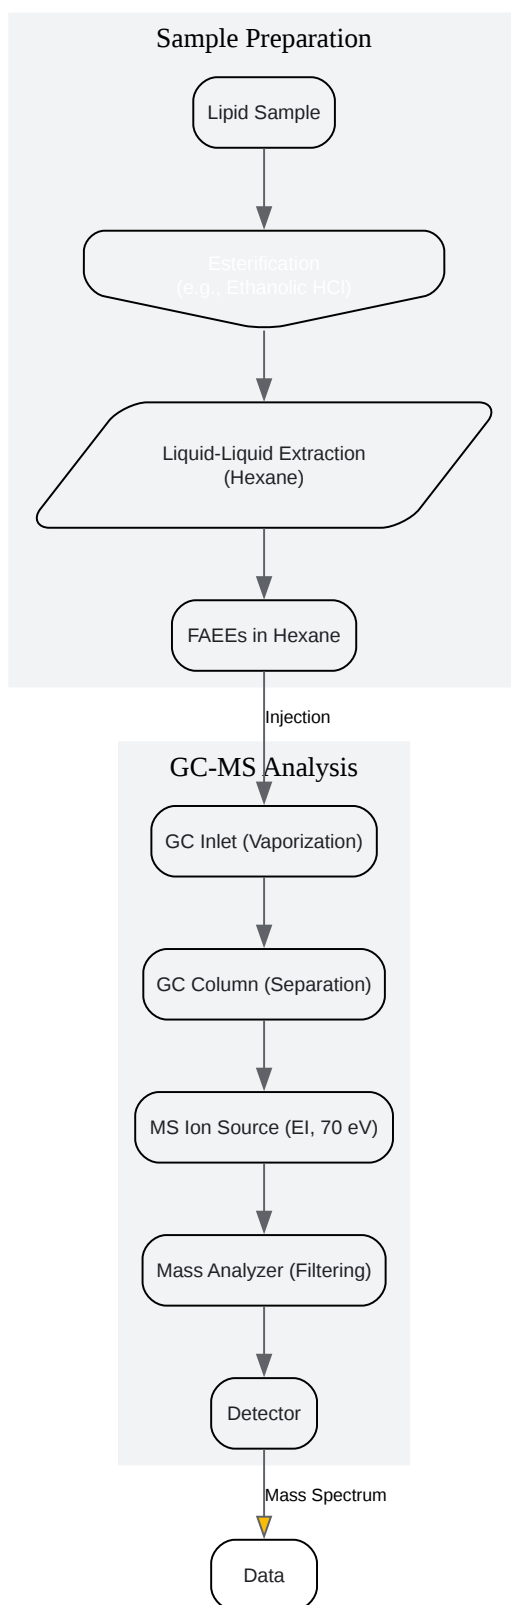 Sample Preparation
Lipid Sample
Esterification
(e.g., Ethanolic HCl)
Liquid-Liquid Extraction
(Hexane)
FAEEs in Hexane
Injection
GC-MS Analysis
GC Inlet (Vaporization)
GC Column (Separation)
MS Ion Source (EI, 70 eV)
Mass Analyzer (Filtering)
Detector
Mass Spectrum
Data